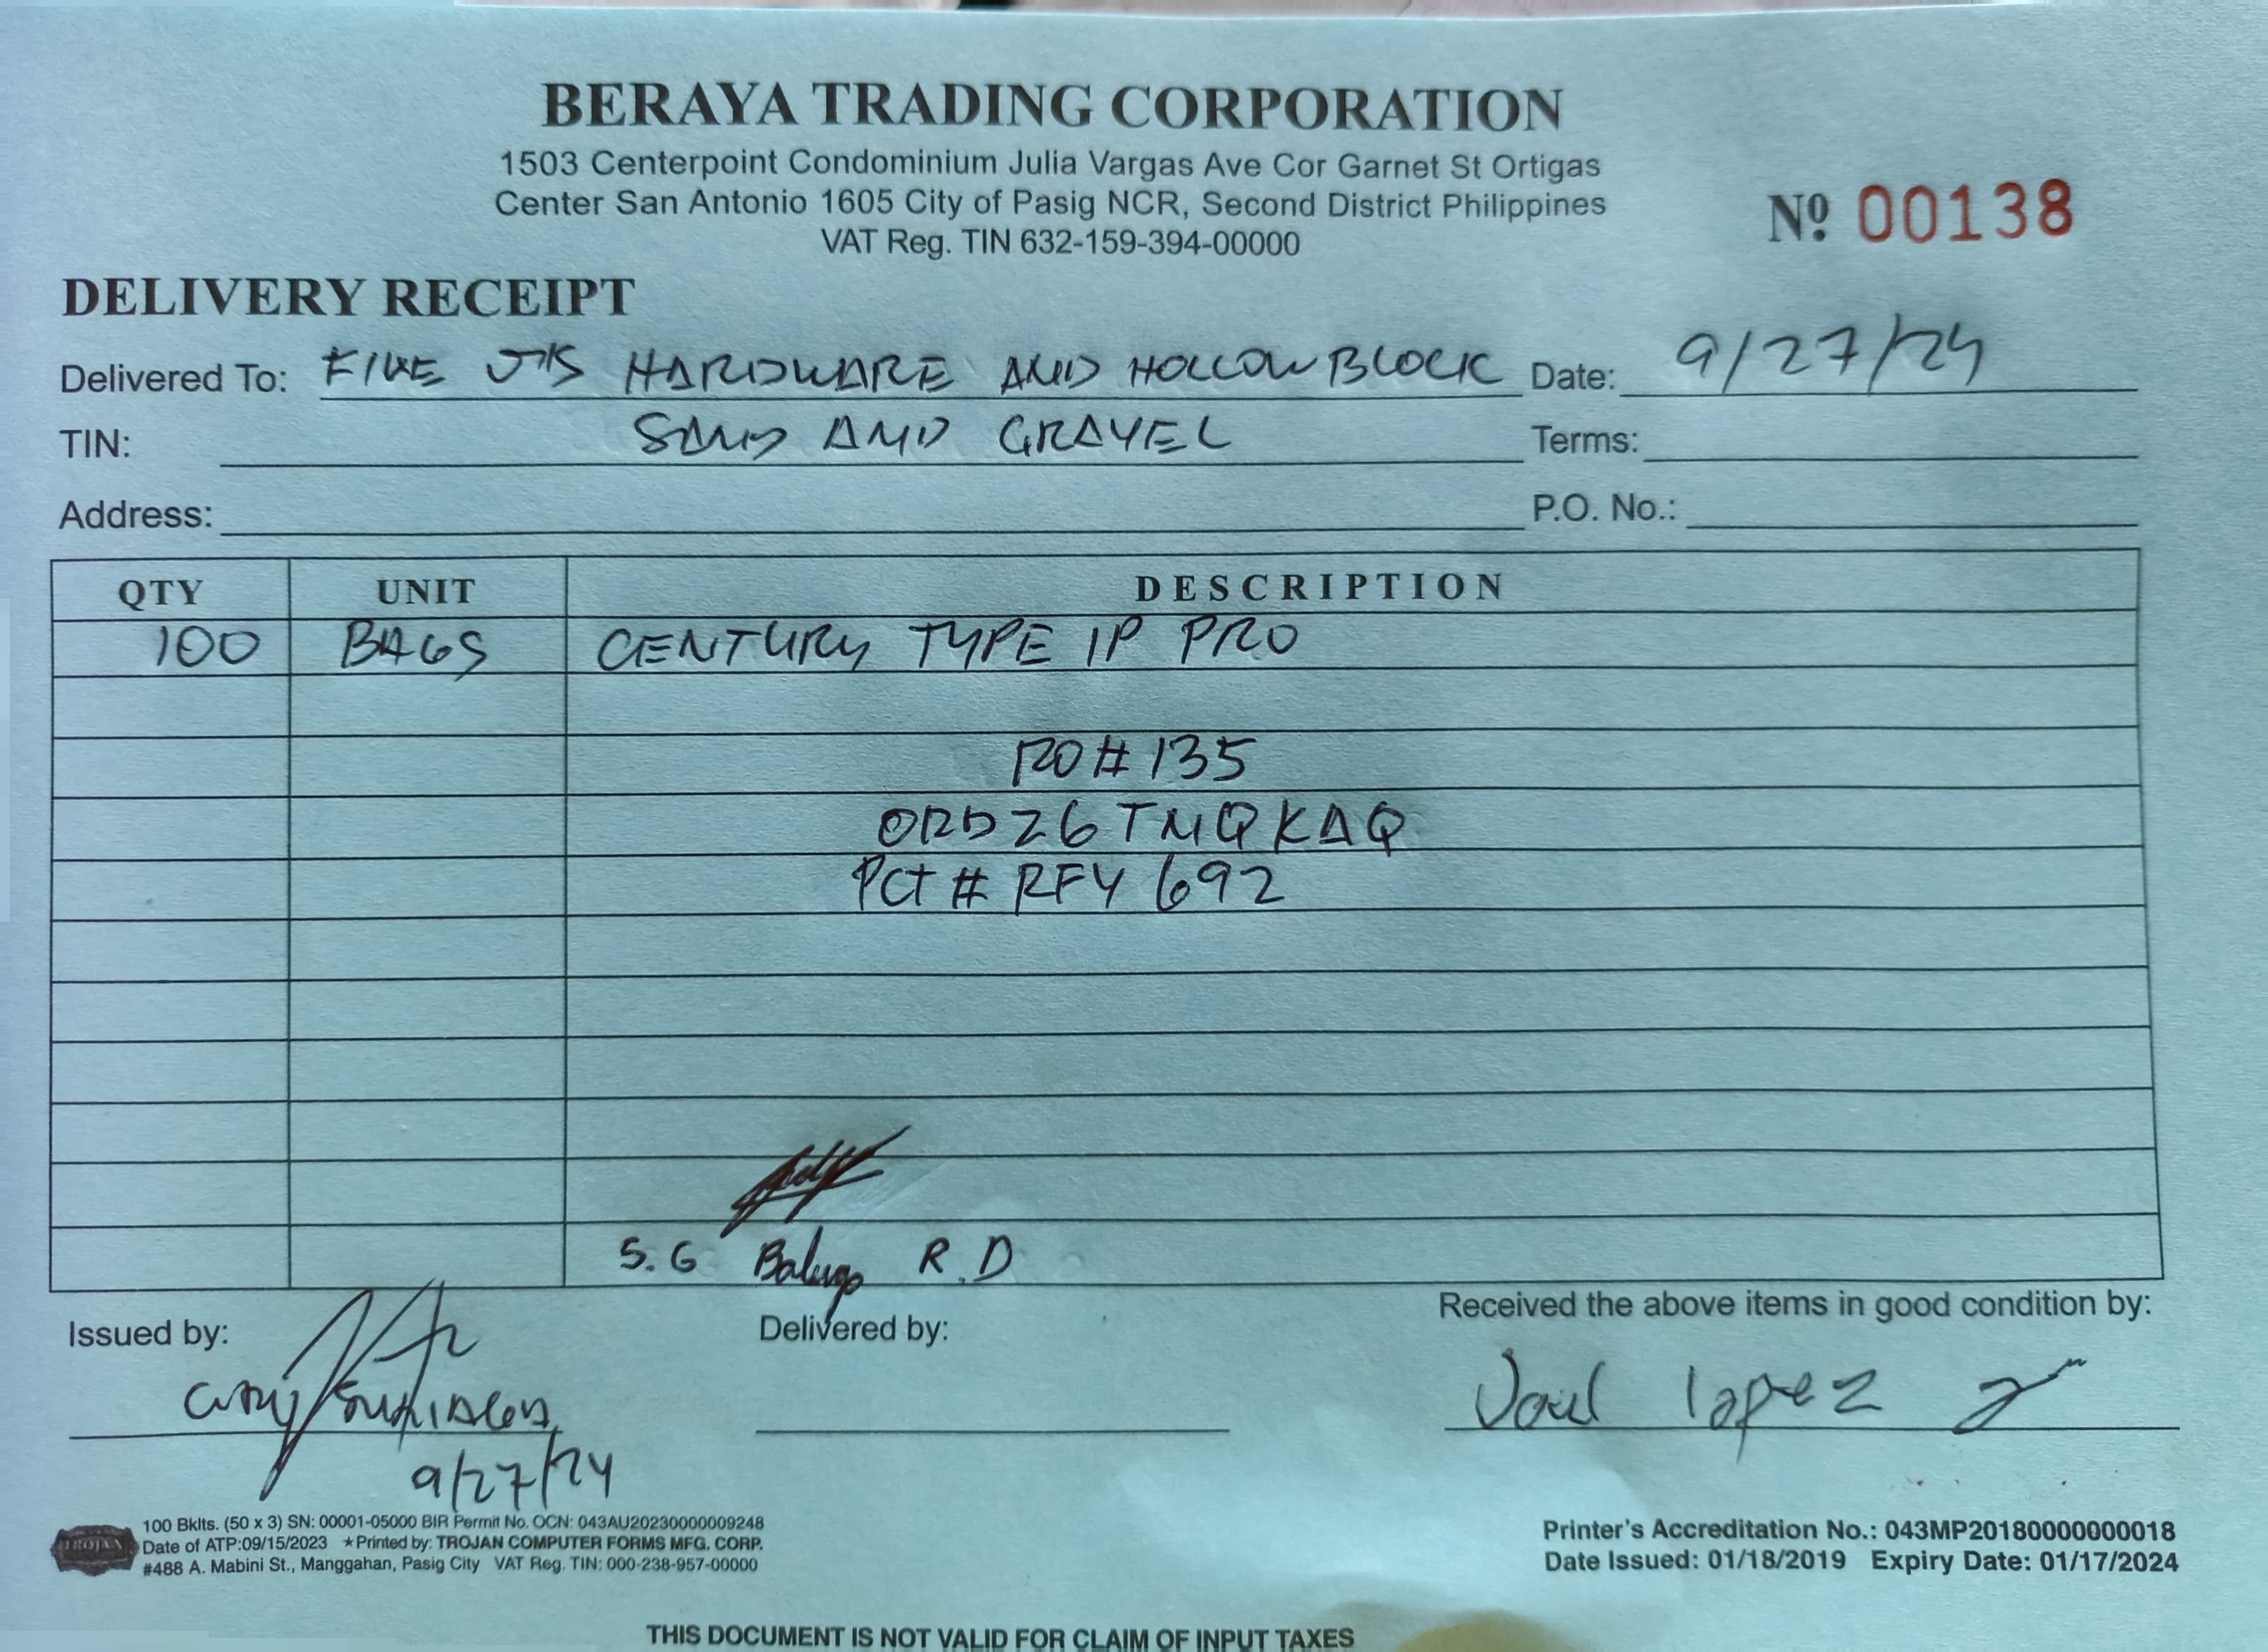 BERAYA TRADING CORPORATION
1503 Centerpoint Condominium Julia Vargas Ave Cor Garnet St Ortigas
Center San Antonio 1605 City of Pasig NCR, Second District Philippines
VAT Reg. TIN 632-159-394-00000
Nº 00138
DELIVERY RECEIPT
Delivered To: FIVE J'S HARDWARE AND HOLLOWBLOCK Date: 9/27/24
TIN: SAND AND GRAVEL Terms:
Address: P.O. No.:
QTY UNIT DESCRIPTION
100 BAGS CENTURY TYPE 1P PRO
RO# 135
ORD26TMQKAQ
PCT # RFY 692
S.G R.D
Issued by: Delivered by: Received the above items in good condition by:
Lopez
9/27/24
100 Bklts. (50 x 3) SN: 00001-05000 BIR Permit No. OCN: 043AU20230000009248
Date of ATP:09/15/2023 ★Printed by: TROJAN COMPUTER FORMS MFG. CORP.
#488 A. Mabini St., Manggahan, Pasig City VAT Reg. TIN: 000-238-957-00000
TROJAN
Printer's Accreditation No.: 043MP20180000000018
Date Issued: 01/18/2019 Expiry Date: 01/17/2024
THIS DOCUMENT IS NOT VALID FOR CLAIM OF INPUT TAXES